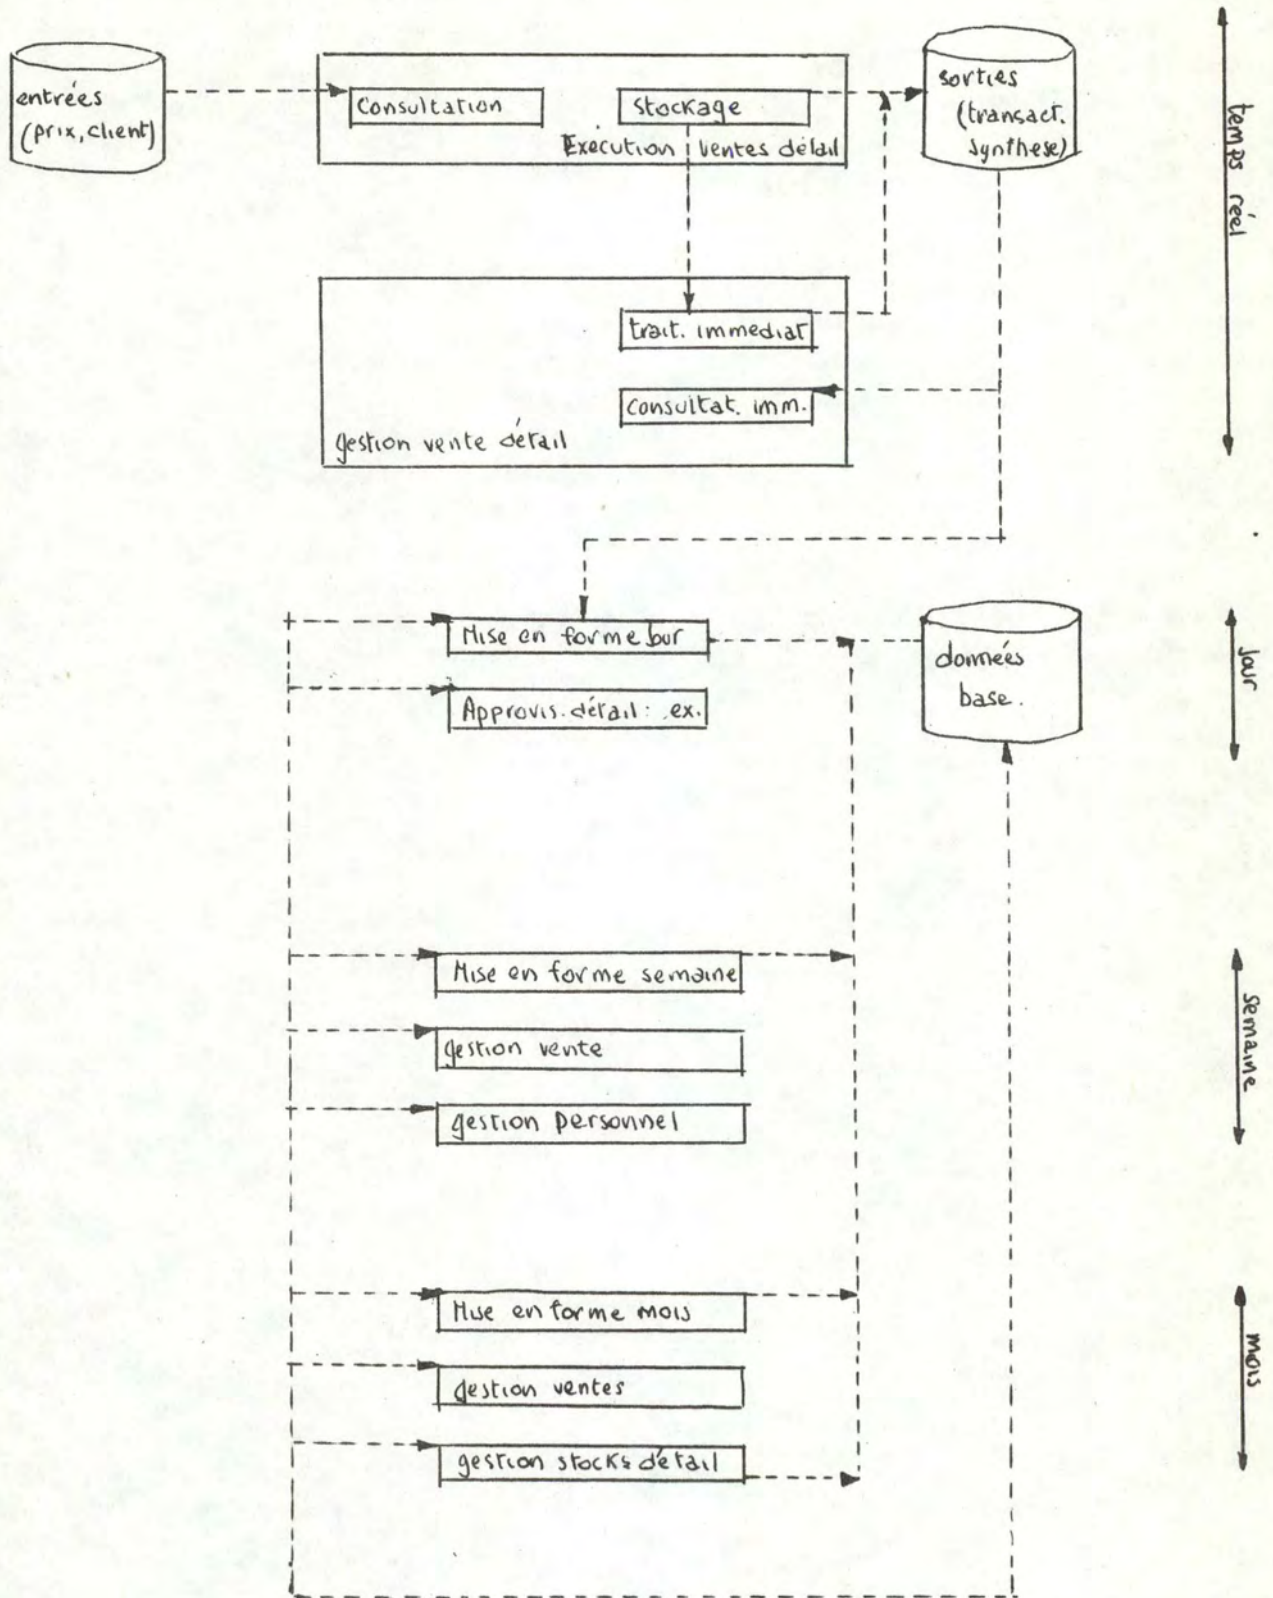 entrées
(prix, client)
Consultation
stockage
Exécution ventes détail
sorties
(transact.
synthese)
temps réel
trait. immediat
Consultat. imm.
gestion vente détail
Mise en forme Jour
Approvis. détail : ex.
données
base.
Jour
Mise en forme semaine
gestion vente
gestion personnel
semaine
Mise en forme mois
gestion ventes
gestion stocks détail
mois